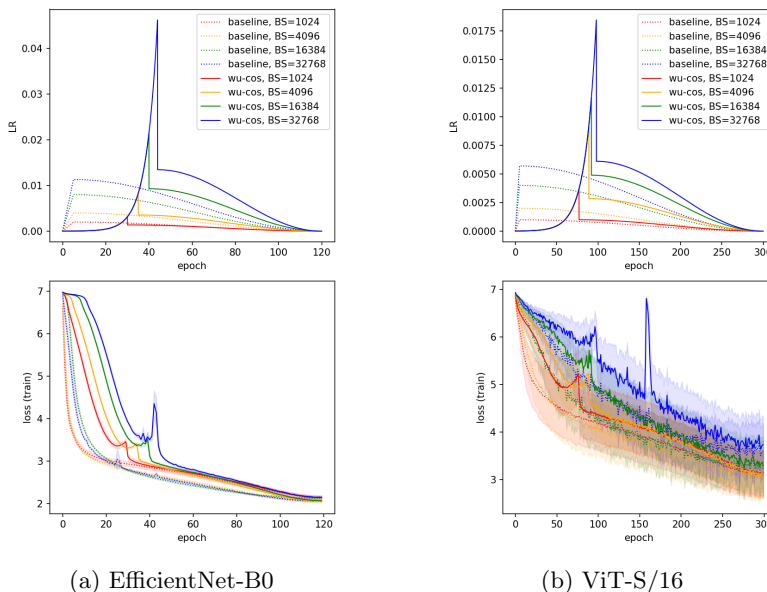 0.04
0.03
0.02
0.01
0.00
LR
0 20 40 60 80 100 120
epoch
baseline, BS=1024
baseline, BS=4096
baseline, BS=16384
baseline, BS=32768
wu-cos, BS=1024
wu-cos, BS=4096
wu-cos, BS=16384
wu-cos, BS=32768
0.0175
0.0150
0.0125
0.0100
0.0075
0.0050
0.0025
0.0000
LR
0 50 100 150 200 250 300
epoch
baseline, BS=1024
baseline, BS=4096
baseline, BS=16384
baseline, BS=32768
wu-cos, BS=1024
wu-cos, BS=4096
wu-cos, BS=16384
wu-cos, BS=32768
7
6
5
4
3
2
loss (train)
0 20 40 60 80 100 120
epoch
7
6
5
4
3
loss (train)
0 50 100 150 200 250 300
epoch
(a) EfficientNet-B0
(b) ViT-S/16